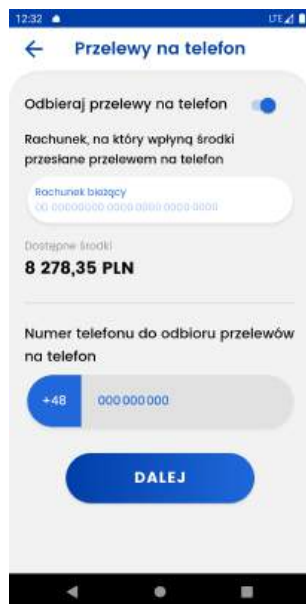 12:32 LTE
Przelewy na telefon
Odbieraj przelewy na telefon
Rachunek, na który wpłyną środki
przesłane przelewem na telefon
Rachunek bieżący
00 00000000 0000 0000 0000 0000
Dostępne środki
8 278,35 PLN
Numer telefonu do odbioru przelewów
na telefon
+48 000 000 000
DALEJ